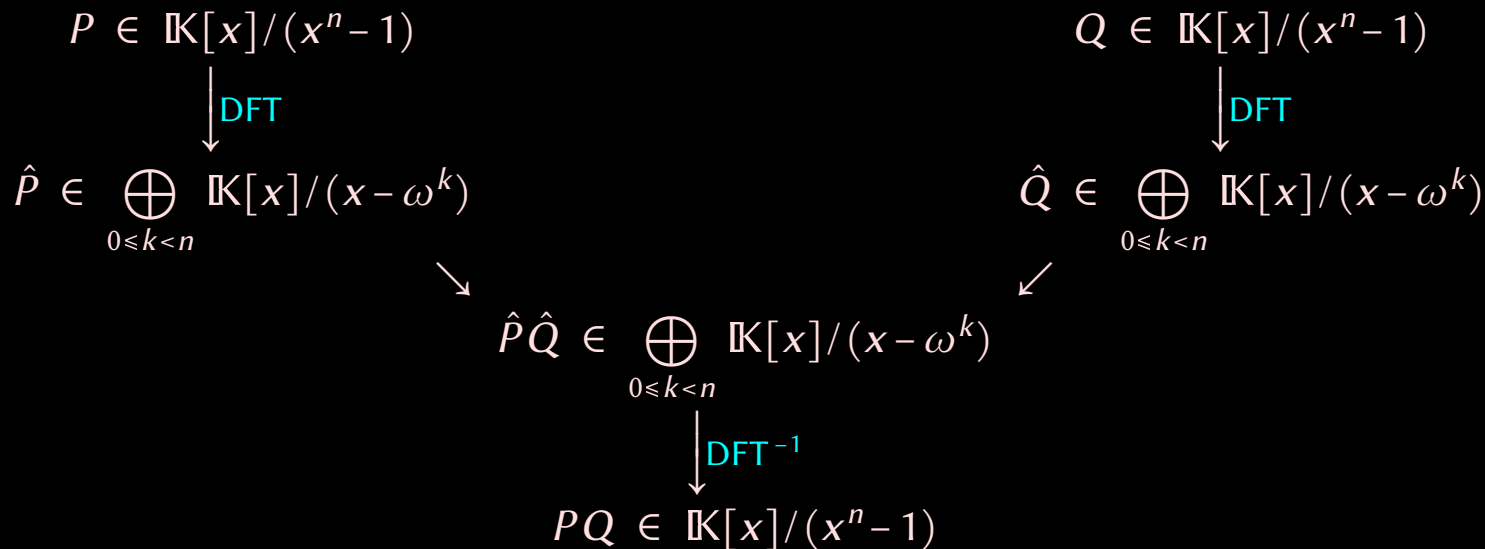 P ∈ 𝕂[x]/(xⁿ – 1) Q ∈ 𝕂[x]/(xⁿ – 1)
DFT DFT
P̂ ∈ ⨁ 𝕂[x]/(x – ωᵏ) Q̂ ∈ ⨁ 𝕂[x]/(x – ωᵏ)
0⩽k<n 0⩽k<n
↘ ↙
P̂Q̂ ∈ ⨁ 𝕂[x]/(x – ωᵏ)
0⩽k<n
DFT⁻¹
PQ ∈ 𝕂[x]/(xⁿ – 1)